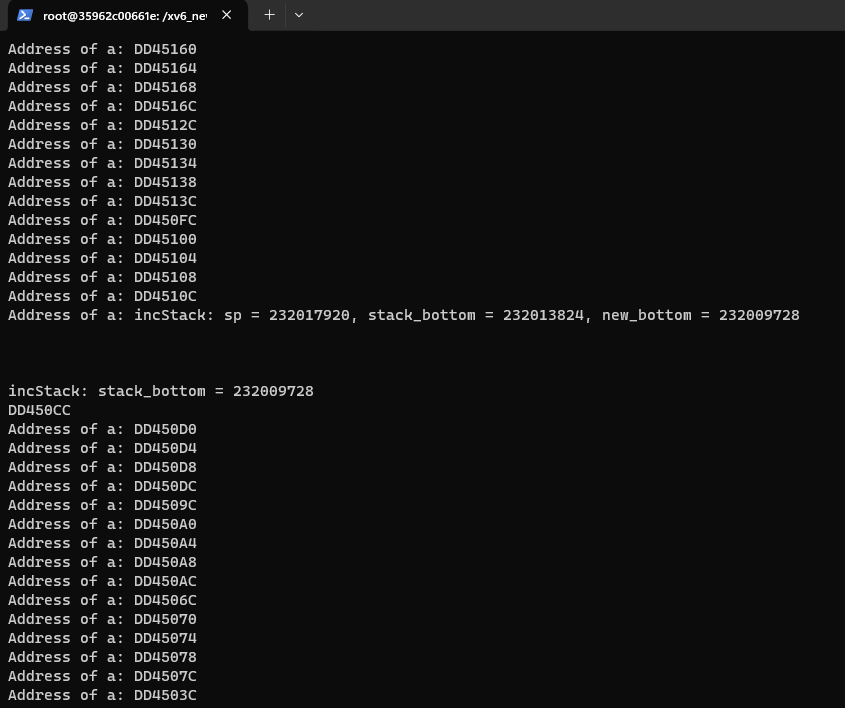 root@35962c00661e: /xv6_nev
Address of a: DD45160
Address of a: DD45164
Address of a: DD45168
Address of a: DD4516C
Address of a: DD4512C
Address of a: DD45130
Address of a: DD45134
Address of a: DD45138
Address of a: DD4513C
Address of a: DD450FC
Address of a: DD45100
Address of a: DD45104
Address of a: DD45108
Address of a: DD4510C
Address of a: incStack: sp = 232017920, stack_bottom = 232013824, new_bottom = 232009728
incStack: stack_bottom = 232009728
DD450CC
Address of a: DD450D0
Address of a: DD450D4
Address of a: DD450D8
Address of a: DD450DC
Address of a: DD4509C
Address of a: DD450A0
Address of a: DD450A4
Address of a: DD450A8
Address of a: DD450AC
Address of a: DD4506C
Address of a: DD45070
Address of a: DD45074
Address of a: DD45078
Address of a: DD4507C
Address of a: DD4503C